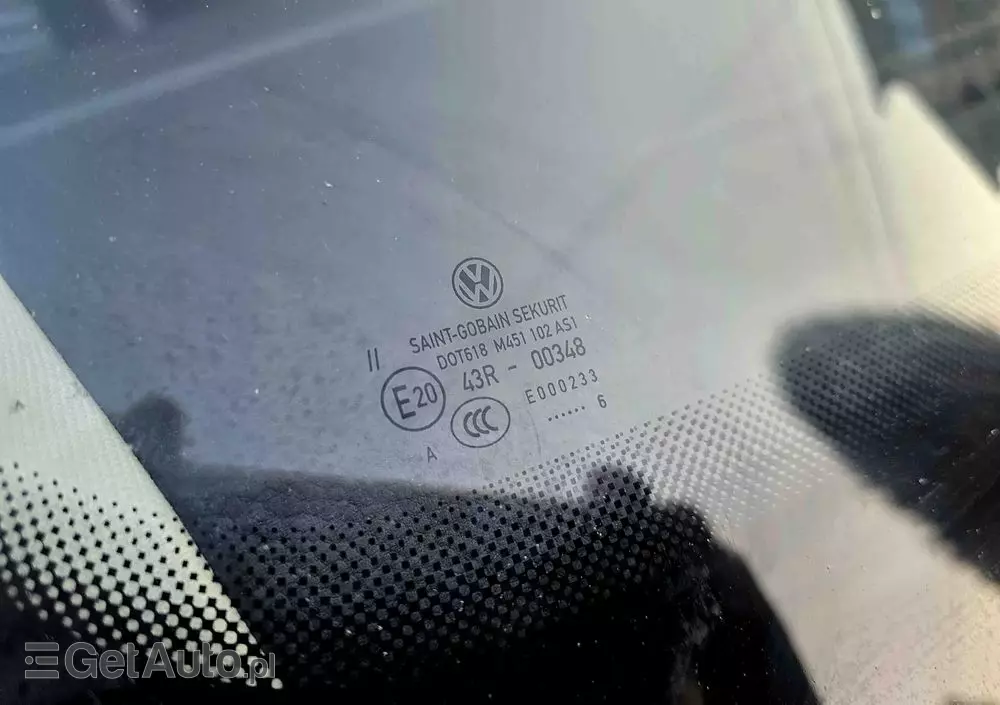 VW
SAINT-GOBAIN SEKURIT
DOT618 M451 102 AS1
II
43R - 00348
E20
E000233
CCC
...... 6
A
GetAuto.pl